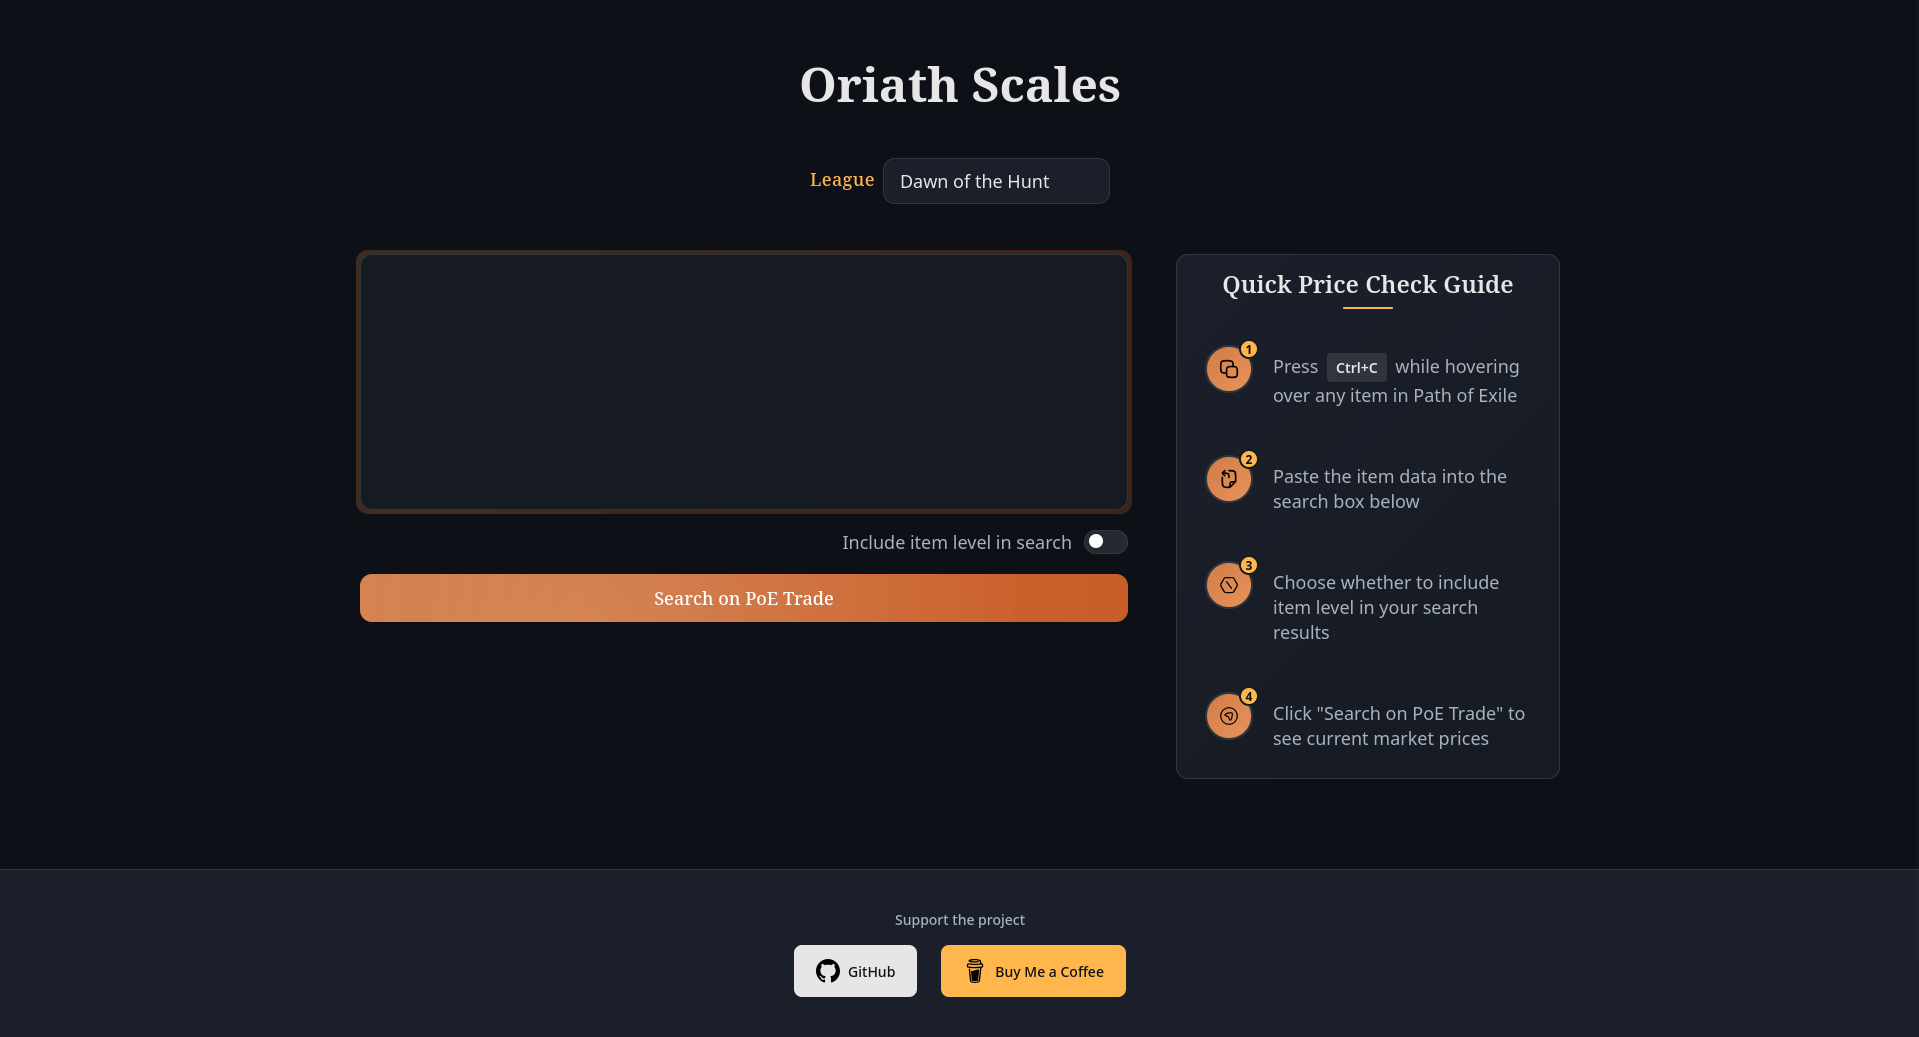 Oriath Scales
League
Dawn of the Hunt
Include item level in search
Search on PoE Trade
Quick Price Check Guide
1
Press Ctrl+C while hovering
over any item in Path of Exile
2
Paste the item data into the
search box below
3
Choose whether to include
item level in your search
results
4
Click "Search on PoE Trade" to
see current market prices
Support the project
GitHub
Buy Me a Coffee